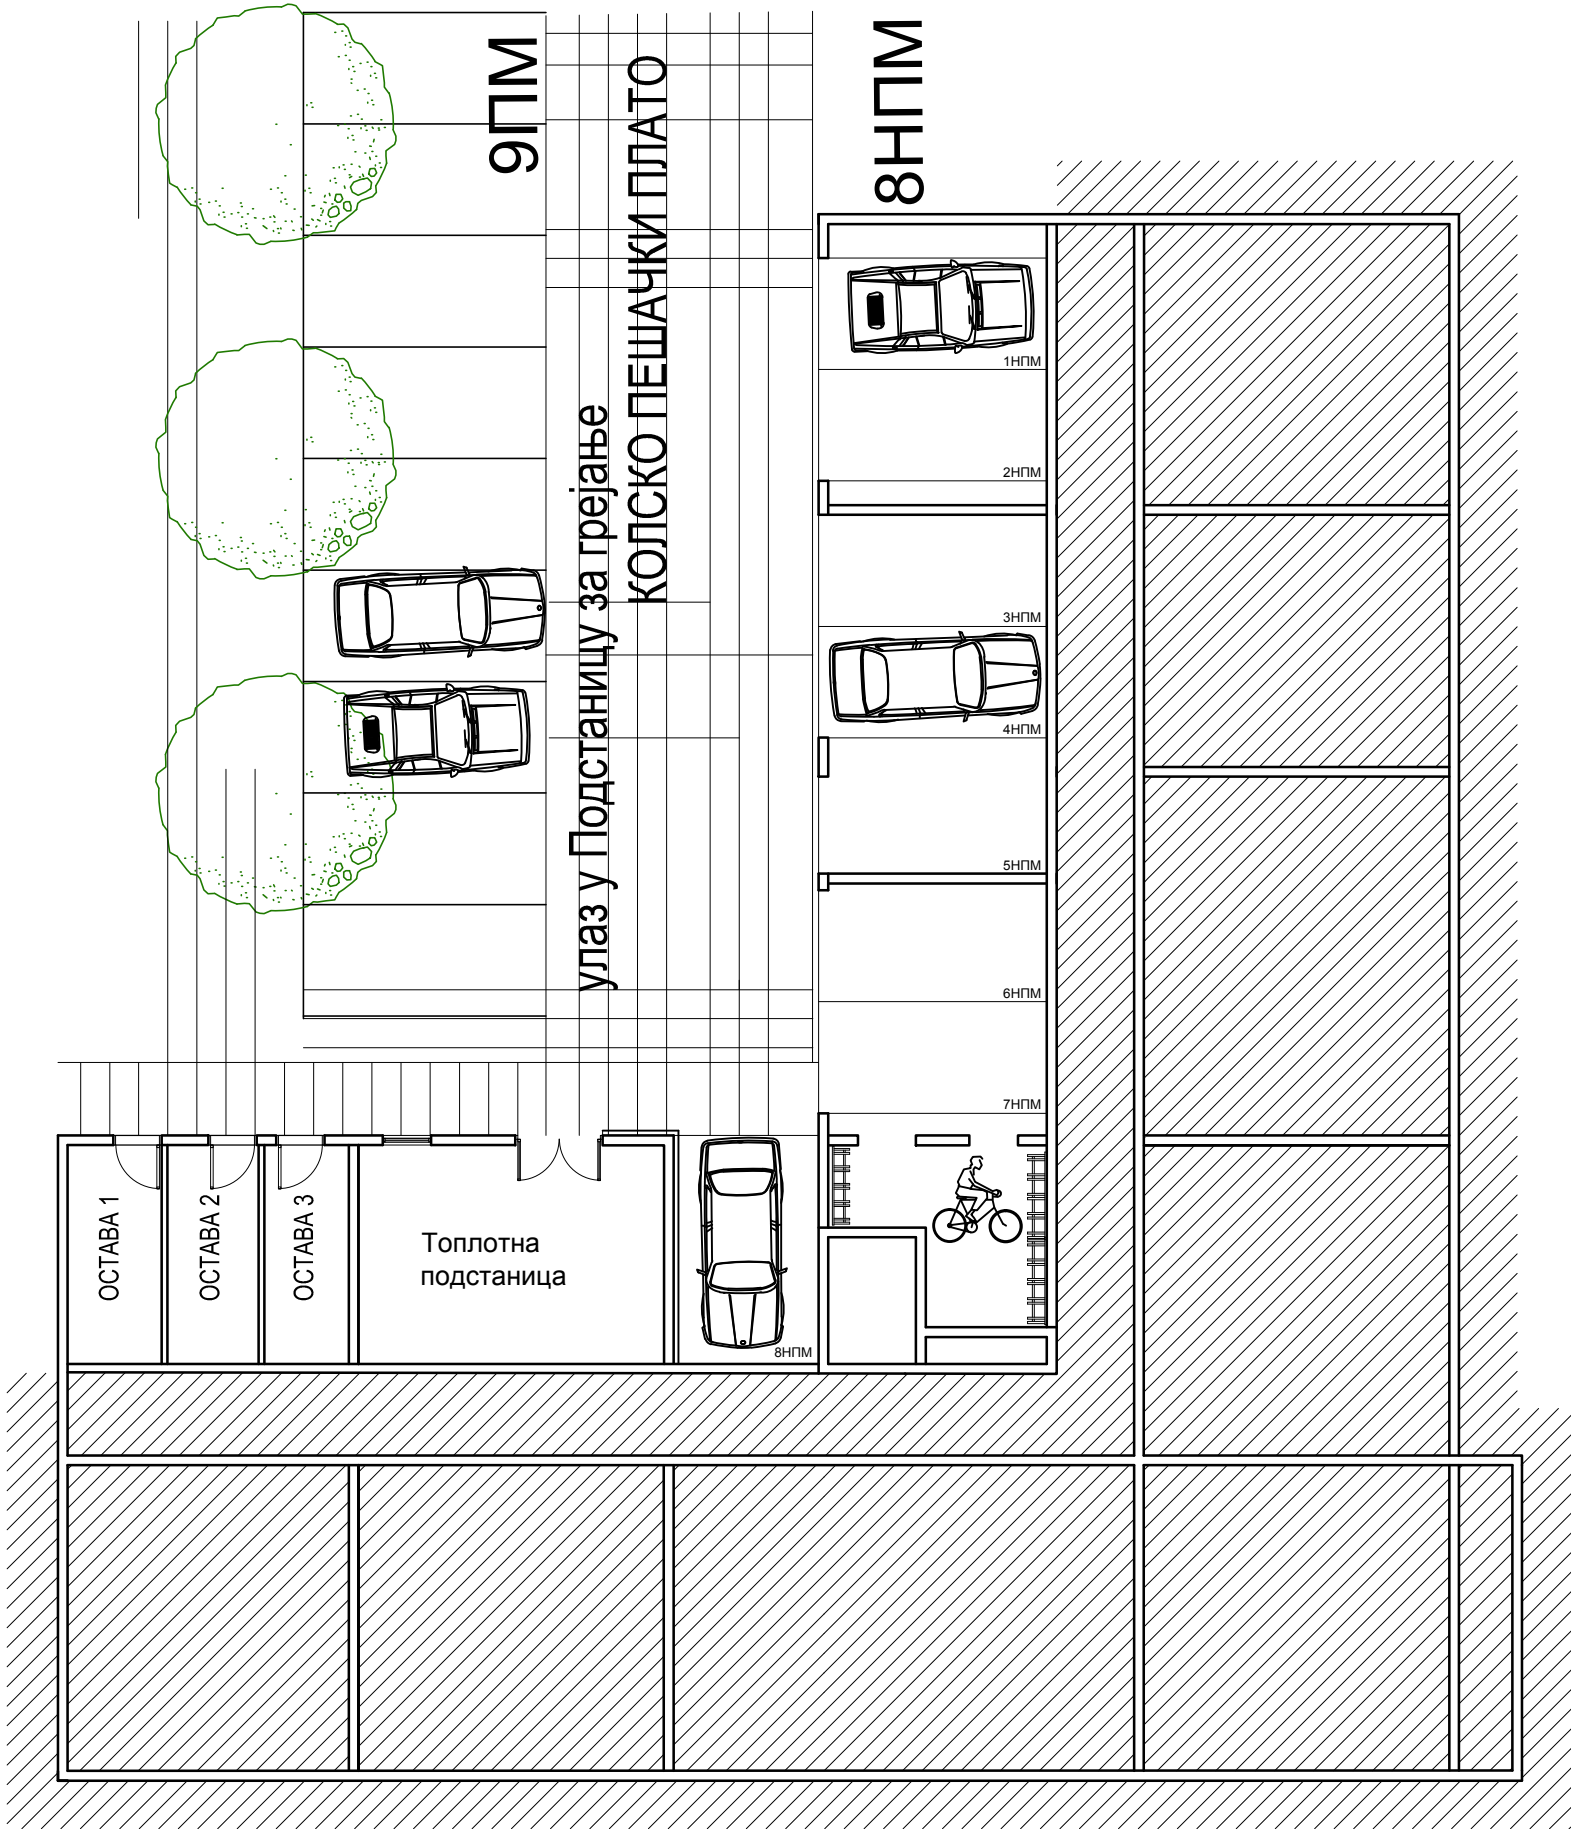 9ПМ
8НПМ
КОЛСКО ПЕШАЧКИ ПЛАТО
улаз у Подстаницу за грејање
1НПМ
2НПМ
3НПМ
4НПМ
5НПМ
6НПМ
7НПМ
ОСТАВА 1
ОСТАВА 2
ОСТАВА 3
Топлотна
подстаница
8НПМ